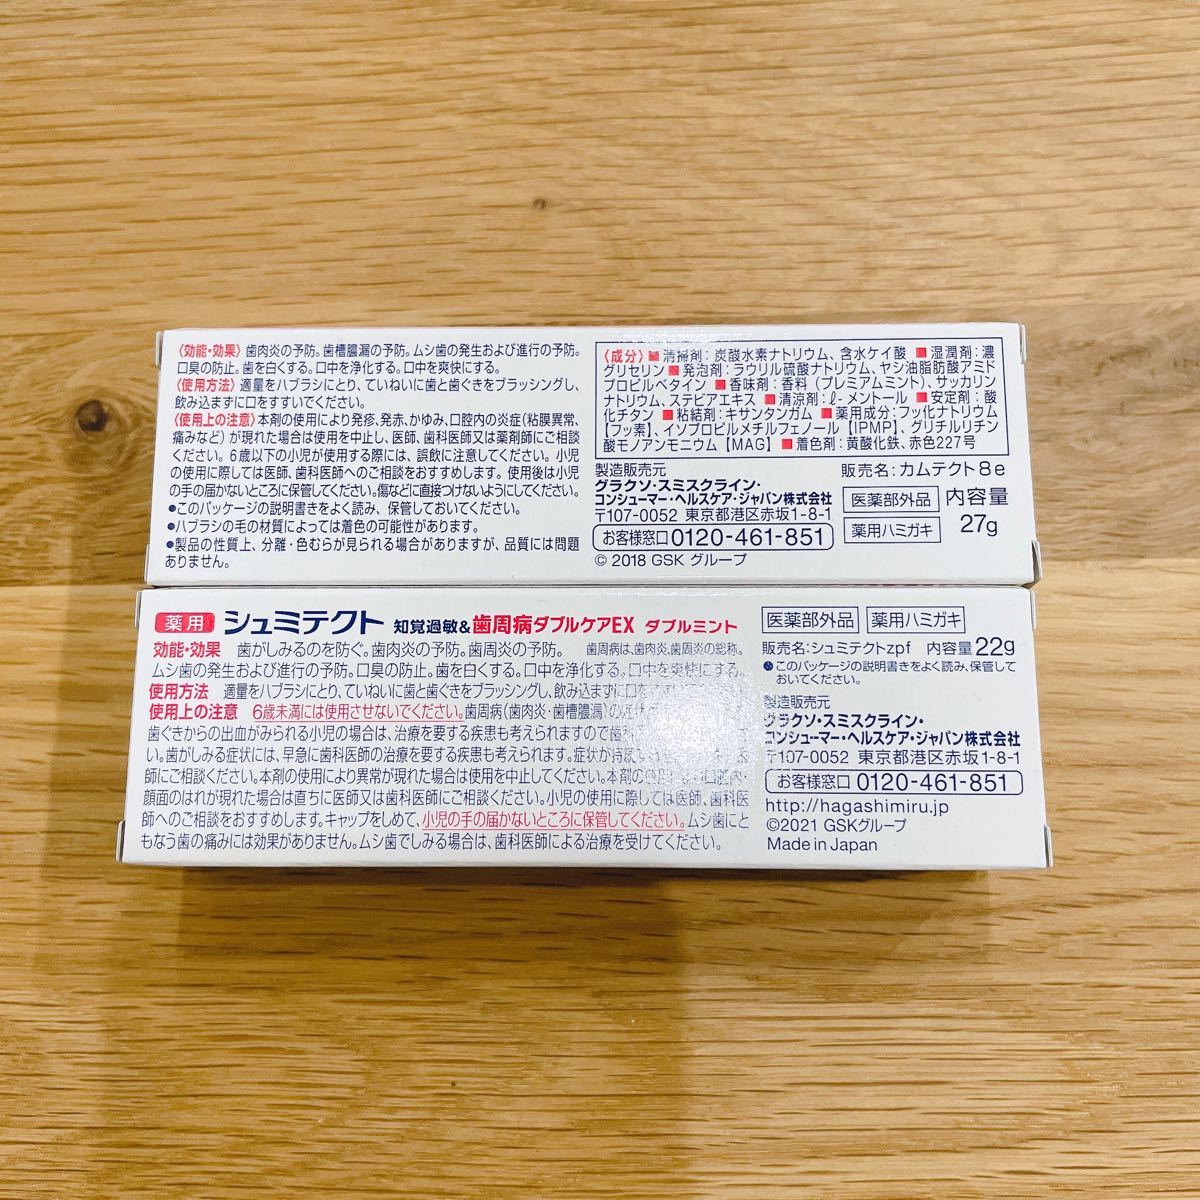 〈効能・効果〉歯肉炎の予防。歯槽膿漏の予防。ムシ歯の発生および進行の予防。
口臭の防止。歯を白くする。口中を浄化する。口中を爽快にする。
〈使用方法〉適量をハブラシにとり、ていねいに歯と歯ぐきをブラッシングし、
飲み込まずに口をすすいでください。
〈使用上の注意〉本剤の使用により発疹、発赤、かゆみ、口腔内の炎症(粘膜異常、
痛みなど)が現れた場合は使用を中止し、医師、歯科医師又は薬剤師にご相談
ください。6歳以下の小児が使用する際には、誤飲に注意してください。小児
の使用に際しては医師、歯科医師へのご相談をおすすめします。使用後は小児
の手の届かないところに保管してください。傷などに直接つけないようにしてください。
●このパッケージの説明書きをよく読み、保管しておいてください。
●ハブラシの毛の材質によっては着色の可能性があります。
●製品の性質上、分離・色むらが見られる場合がありますが、品質には問題
ありません。
〈成分〉■清掃剤:炭酸水素ナトリウム、含水ケイ酸 ■湿潤剤:濃
グリセリン ■発泡剤:ラウリル硫酸ナトリウム、ヤシ油脂肪酸アミド
プロピルベタイン ■香味剤:香料(プレミアムミント)、サッカリン
ナトリウム、ステビアエキス ■清涼剤:ℓ-メントール ■安定剤:酸
化チタン ■粘結剤:キサンタンガム ■薬用成分:フッ化ナトリウム
【フッ素】、イソプロピルメチルフェノール【IPMP】、グリチルリチン
酸モノアンモニウム【MAG】 ■着色剤:黄酸化鉄、赤色227号
製造販売元
グラクソ・スミスクライン・
コンシューマー・ヘルスケア・ジャパン株式会社
〒107-0052 東京都港区赤坂1-8-1
お客様窓口 0120-461-851
© 2018 GSK グループ
販売名:カムテクト8e
医薬部外品
薬用ハミガキ
内容量
27g
薬用 シュミテクト 知覚過敏&歯周病ダブルケアEX ダブルミント
効能・効果 歯がしみるのを防ぐ。歯肉炎の予防。歯周炎の予防。 歯周病は、歯肉炎、歯周炎の総称。
ムシ歯の発生および進行の予防。口臭の防止。歯を白くする。口中を浄化する。口中を爽快にする。
使用方法 適量をハブラシにとり、ていねいに歯と歯ぐきをブラッシングし、飲み込まずに口を
使用上の注意 6歳未満には使用させないでください。歯周病(歯肉炎・歯槽膿漏)の
歯ぐきからの出血がみられる小児の場合は、治療を要する疾患も考えられますので
い。歯がしみる症状には、早急に歯科医師の治療を要する疾患も考えられます。症状が
ご相談ください。本剤の使用により異常が現れた場合は使用を中止してください。本剤の使用 口腔内・
顔面のはれが現れた場合は直ちに医師又は歯科医師にご相談ください。小児の使用に際しては医師、歯科医
師へのご相談をおすすめします。キャップをしめて、小児の手の届かないところに保管してください。ムシ歯にと
もなう歯の痛みには効果がありません。ムシ歯でしみる場合は、歯科医師による治療を受けてください。
医薬部外品 薬用ハミガキ
販売名:シュミテクトzpf 内容量22g
●このパッケージの説明書きをよく読み、保管して
おいてください。
製造販売元
グラクソ・スミスクライン・
コンシューマー・ヘルスケア・ジャパン株式会社
〒107-0052 東京都港区赤坂1-8-1
お客様窓口 0120-461-851
http://hagashimiru.jp
©2021 GSKグループ
Made in Japan